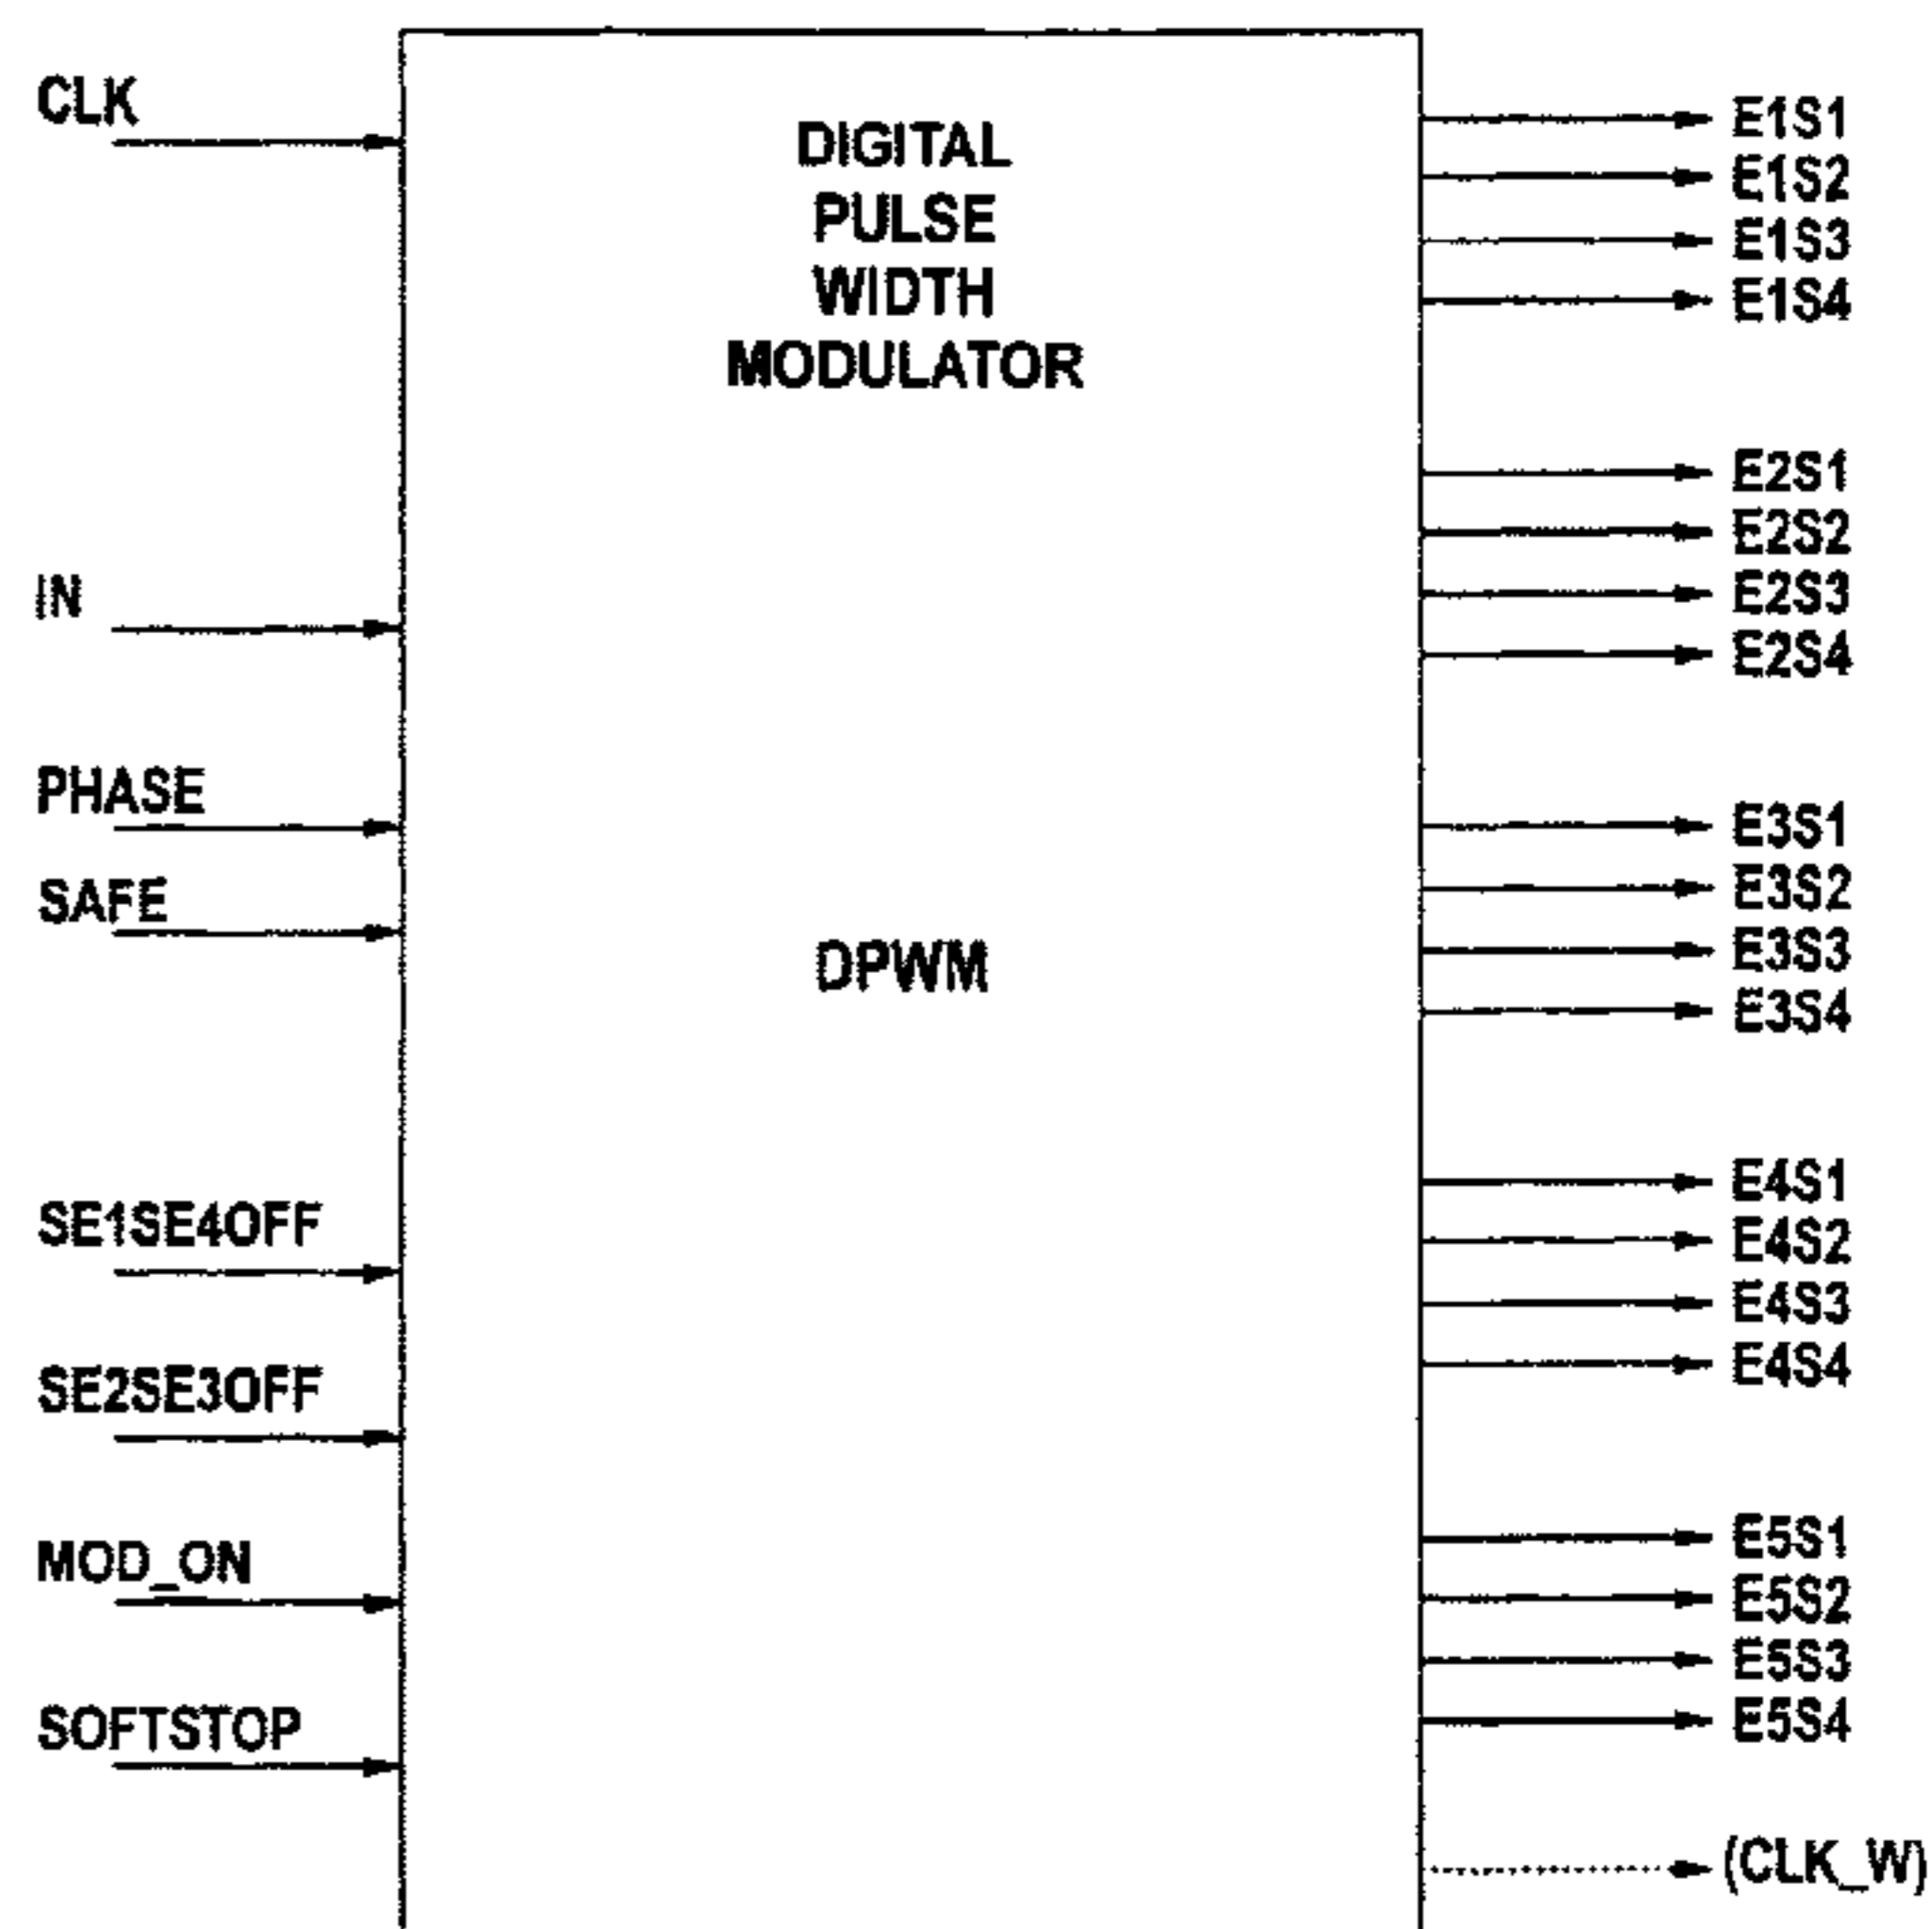 CLK
IN
PHASE
SAFE
SE1SE4OFF
SE2SE3OFF
MOD_ON
SOFTSTOP
DIGITAL
PULSE
WIDTH
MODULATOR
DPWM
E1S1
E1S2
E1S3
E1S4
E2S1
E2S2
E2S3
E2S4
E3S1
E3S2
E3S3
E3S4
E4S1
E4S2
E4S3
E4S4
E5S1
E5S2
E5S3
E5S4
(CLK_W)